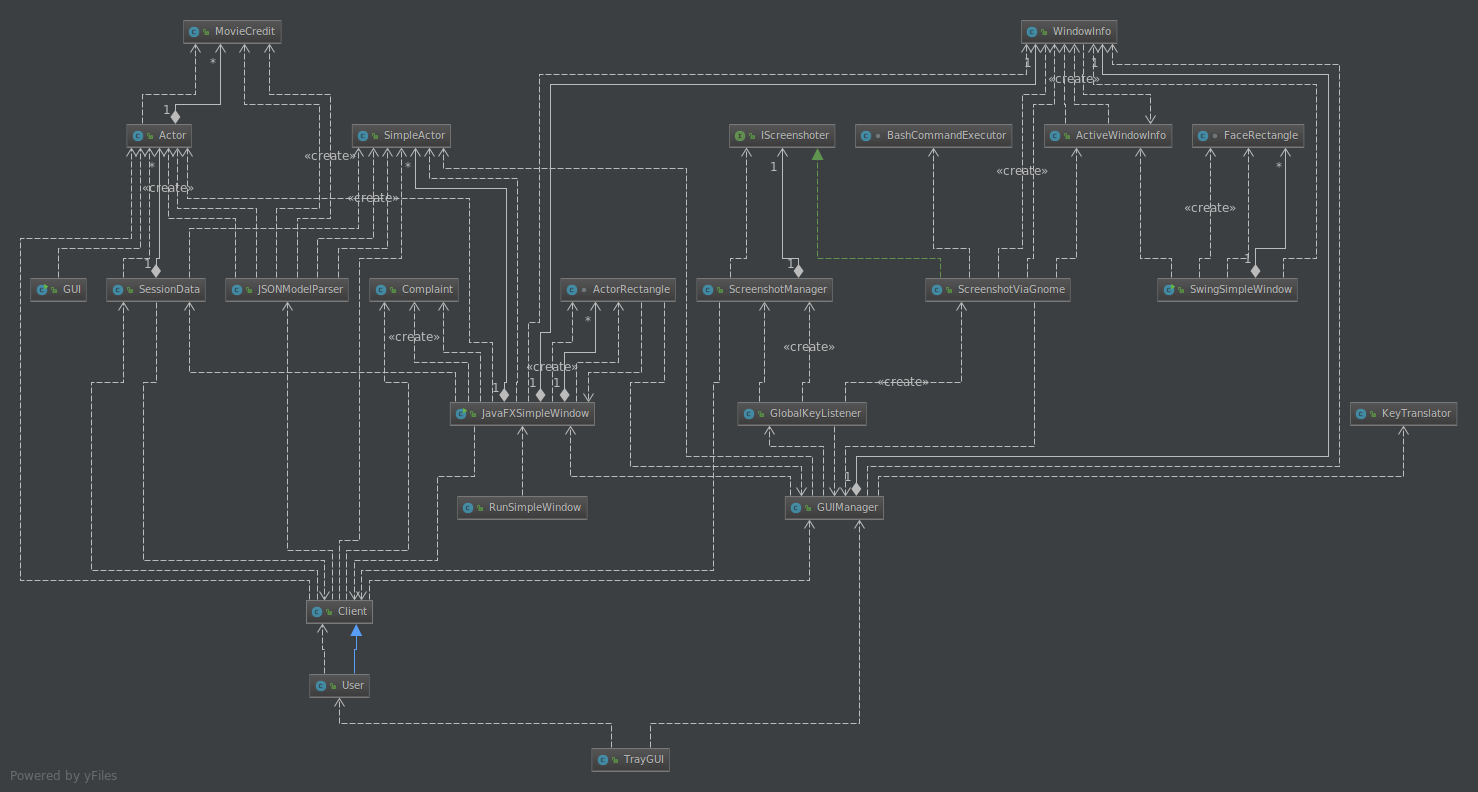 MovieCredit
WindowInfo
1
1
*
«create»
1
Actor
SimpleActor
IScreenshoter
BashCommandExecutor
ActiveWindowInfo
FaceRectangle
«create»
*
*
1
*
«create»
«create»
«create»
«create»
1
1
1
GUI
SessionData
JSONModelParser
Complaint
ActorRectangle
ScreenshotManager
ScreenshotViaGnome
SwingSimpleWindow
*
«create»
«create»
«create»
«create»
1
1
1
JavaFXSimpleWindow
GlobalKeyListener
KeyTranslator
1
RunSimpleWindow
GUIManager
Client
User
TrayGUI
Powered by yFiles